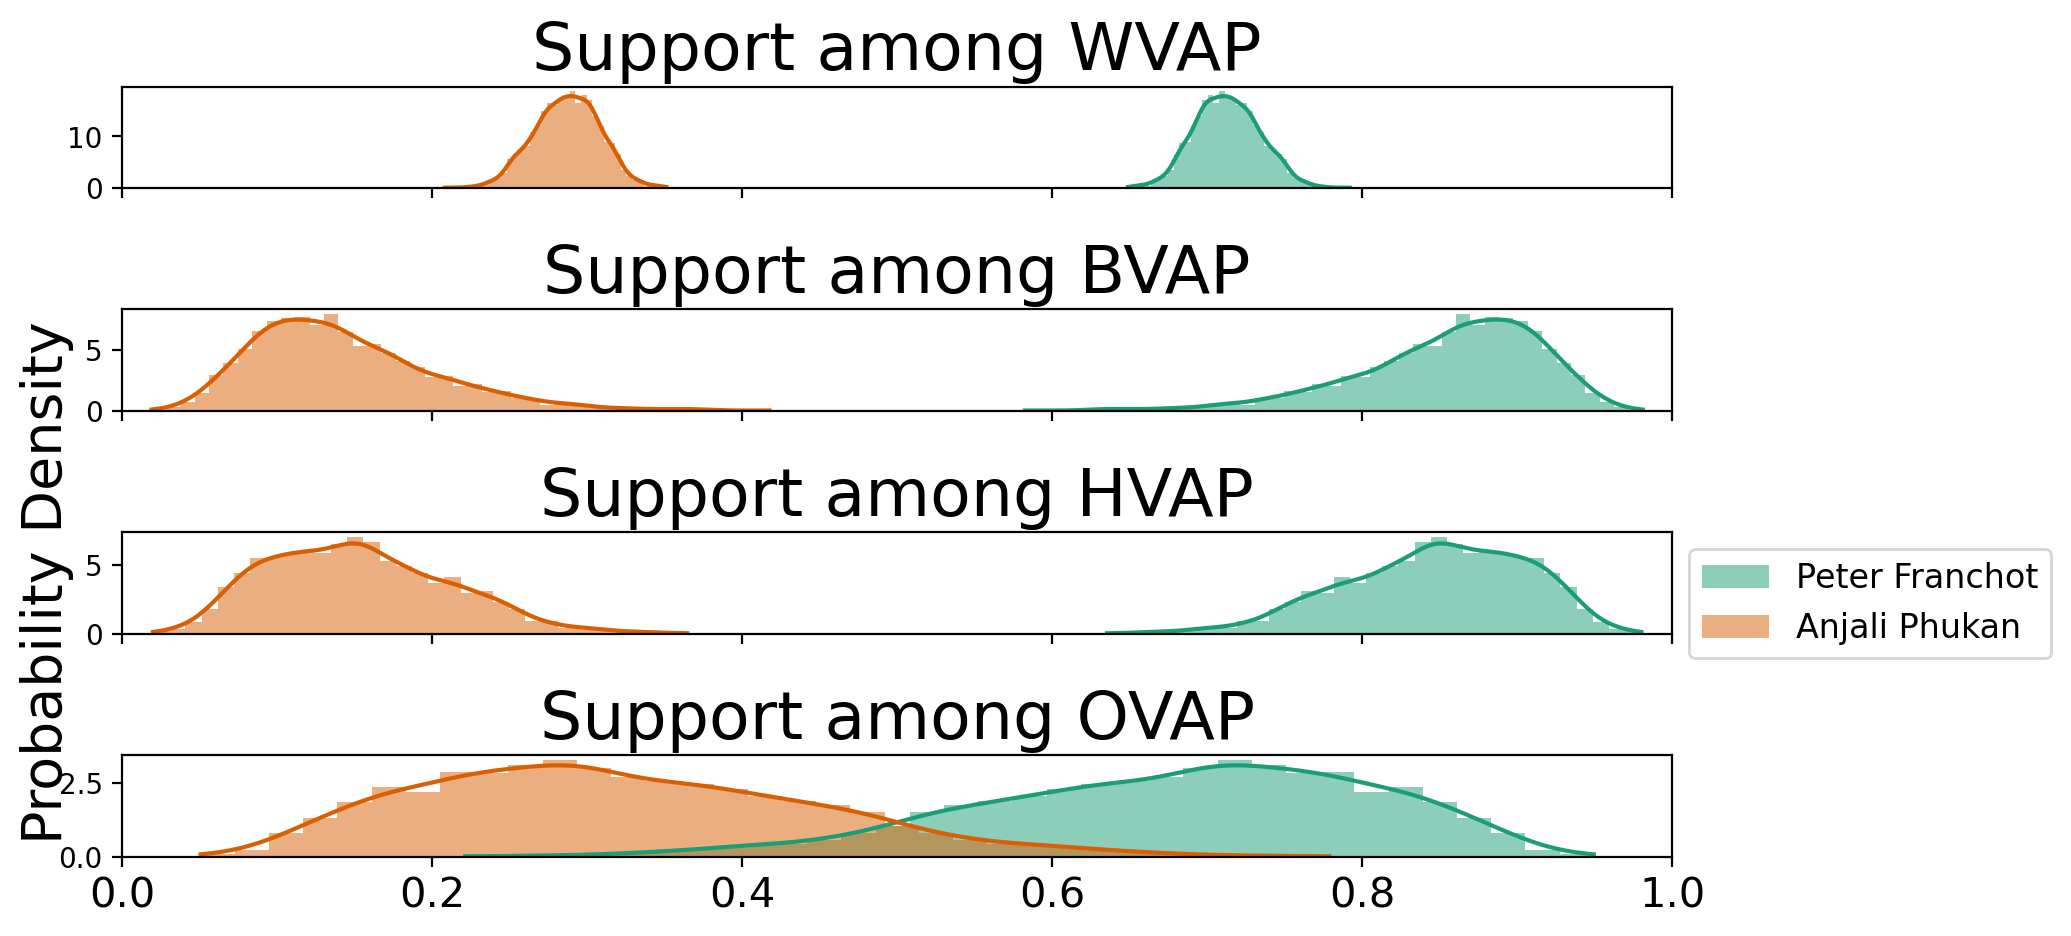 Support among WVAP
10
0
Support among BVAP
5
0
Support among HVAP
5
0
Support among OVAP
2.5
0.0
0.0 0.2 0.4 0.6 0.8 1.0
Probability Density
Peter Franchot
Anjali Phukan